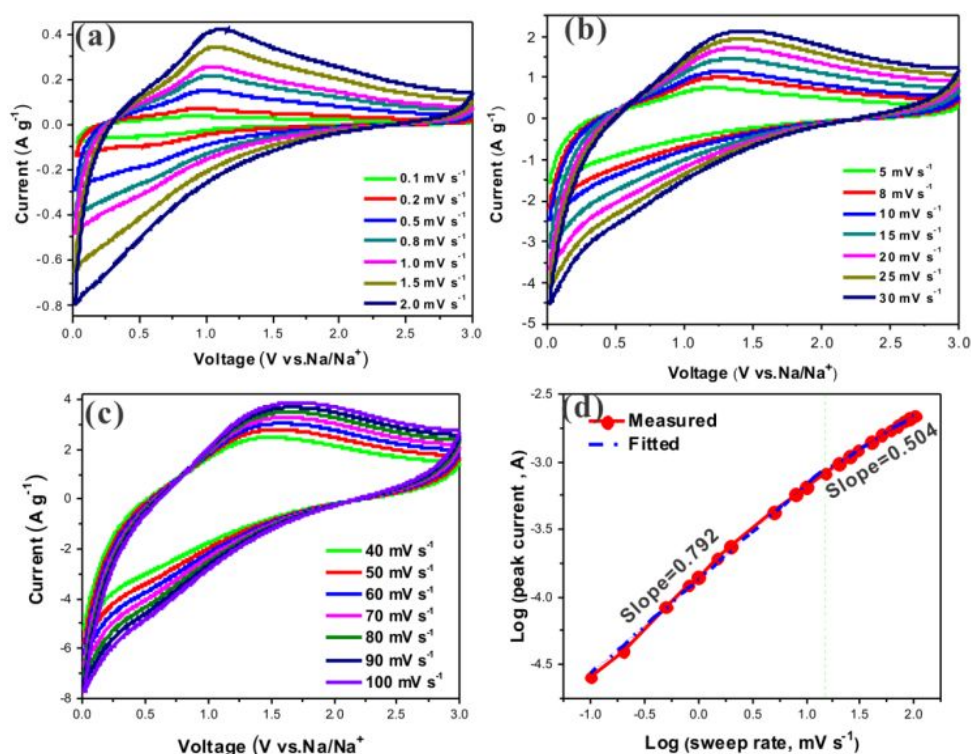 (a)
0.4
0.2
0.0
-0.2
-0.4
-0.6
-0.8
Current (A g⁻¹)
0.1 mV s⁻¹
0.2 mV s⁻¹
0.5 mV s⁻¹
0.8 mV s⁻¹
1.0 mV s⁻¹
1.5 mV s⁻¹
2.0 mV s⁻¹
0.0 0.5 1.0 1.5 2.0 2.5 3.0
Voltage (V vs.Na/Na⁺)
(b)
2
1
0
-1
-2
-3
-4
-5
Current (A g⁻¹)
5 mV s⁻¹
8 mV s⁻¹
10 mV s⁻¹
15 mV s⁻¹
20 mV s⁻¹
25 mV s⁻¹
30 mV s⁻¹
0.0 0.5 1.0 1.5 2.0 2.5 3.0
Voltage (V vs.Na/Na⁺)
(c)
4
2
0
-2
-4
-6
-8
Current (A g⁻¹)
40 mV s⁻¹
50 mV s⁻¹
60 mV s⁻¹
70 mV s⁻¹
80 mV s⁻¹
90 mV s⁻¹
100 mV s⁻¹
0.0 0.5 1.0 1.5 2.0 2.5 3.0
Voltage (V vs.Na/Na⁺
(d)
-2.5
-3.0
-3.5
-4.0
-4.5
Log (peak current , A)
Measured
Fitted
Slope=0.504
Slope=0.792
-1.0 -0.5 0.0 0.5 1.0 1.5 2.0
Log (sweep rate, mV s⁻¹)